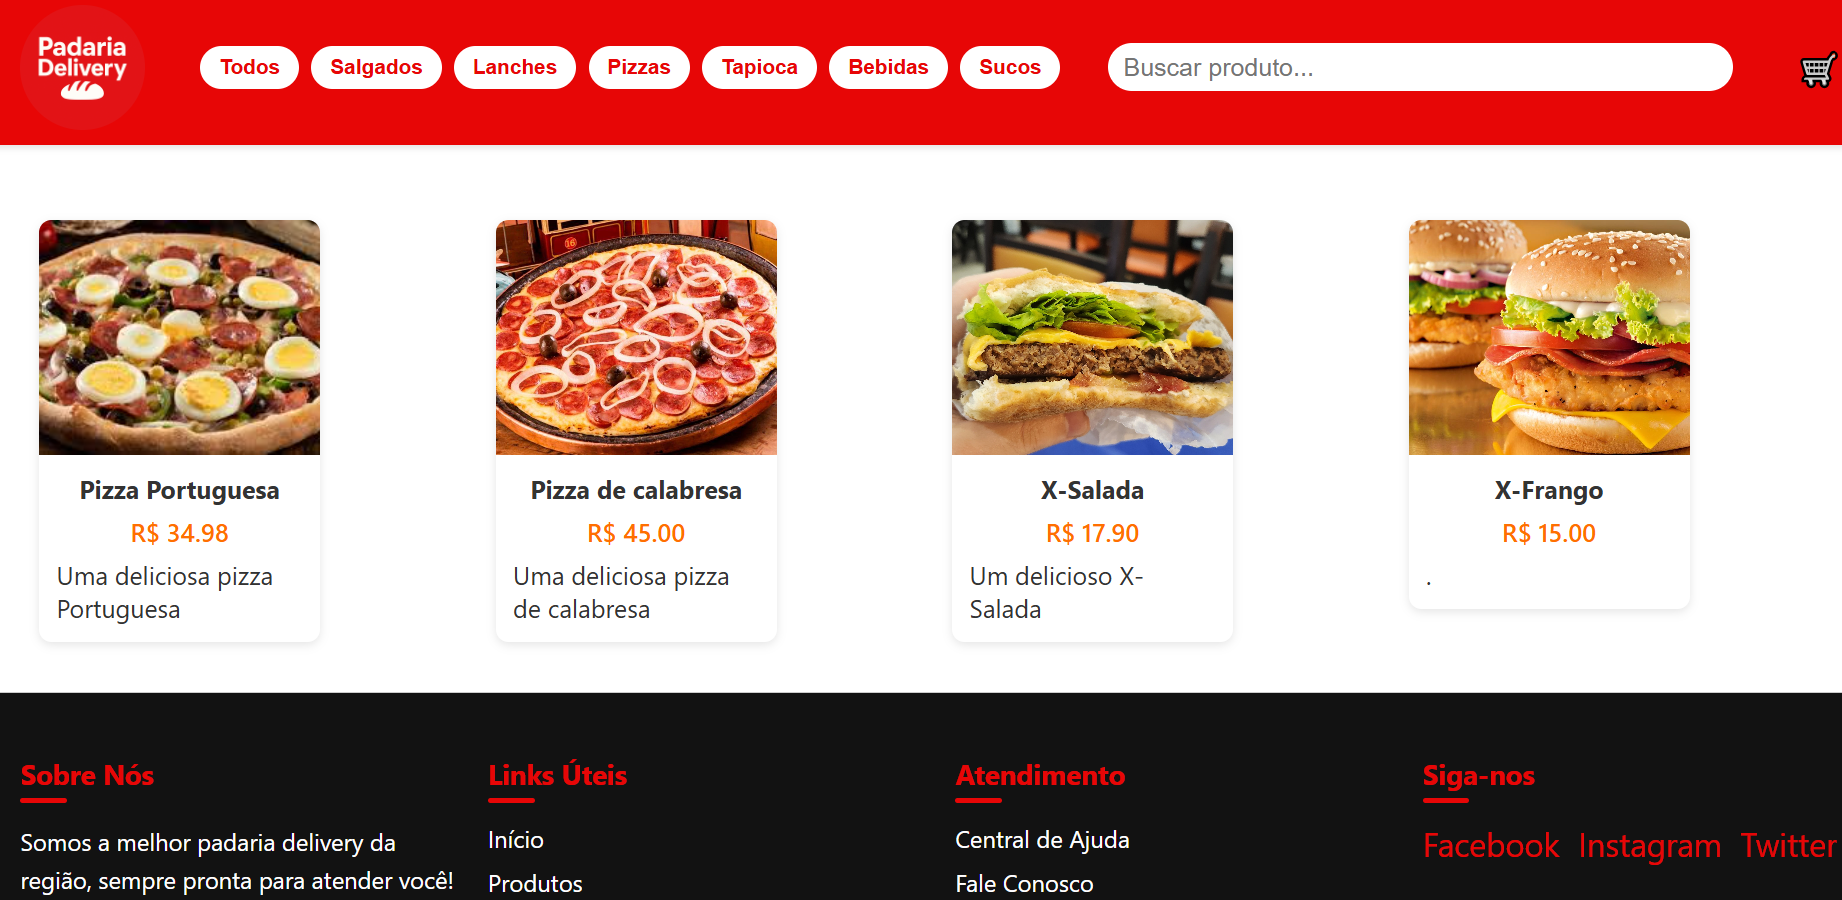 Padaria
Delivery
Todos
Salgados
Lanches
Pizzas
Tapioca
Bebidas
Sucos
Buscar produto...
16
Pizza Portuguesa
R$ 34.98
Uma deliciosa pizza
Portuguesa
Pizza de calabresa
R$ 45.00
Uma deliciosa pizza
de calabresa
X-Salada
R$ 17.90
Um delicioso X-
Salada
X-Frango
R$ 15.00
.
Sobre Nós
Somos a melhor padaria delivery da
região, sempre pronta para atender você!
Links Úteis
Início
Produtos
Atendimento
Central de Ajuda
Fale Conosco
Siga-nos
Facebook Instagram Twitter